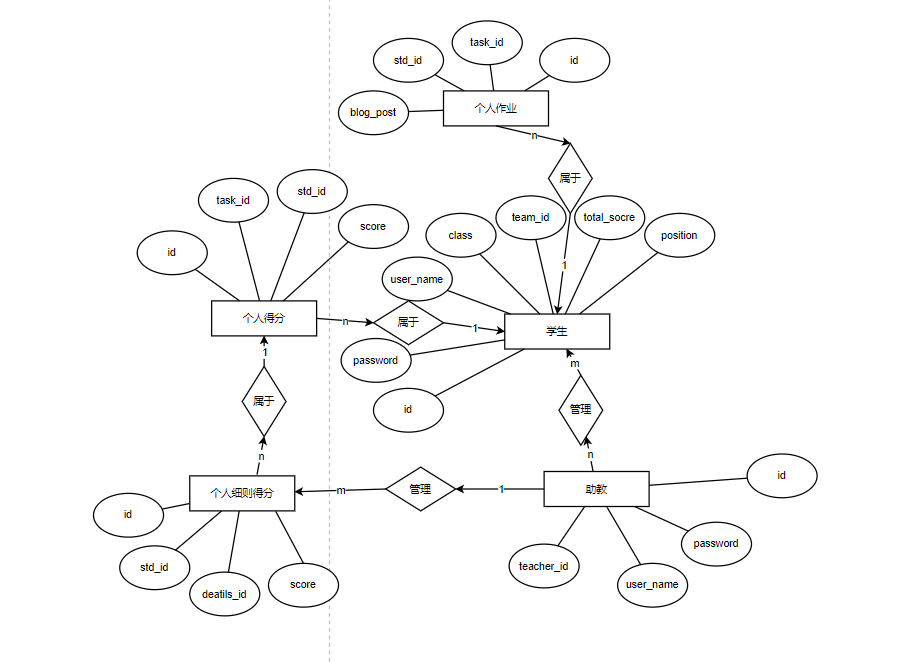 task_id
std_id
id
个人作业
blog_post
n
属于
task_id
std_id
score
id
class
team_id
total_socre
position
user_name
1
个人得分
n
属于
1
学生
password
id
1
属于
n
m
管理
n
个人细则得分
m
管理
1
助教
id
id
std_id
deatils_id
score
teacher_id
user_name
password